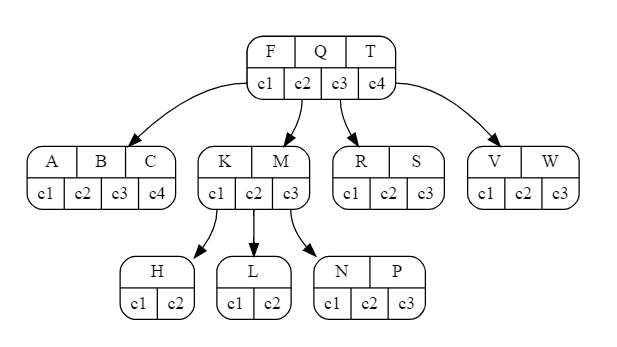 F Q T
c1 c2 c3 c4
A B C
c1 c2 c3 c4
K M
c1 c2 c3
R S
c1 c2 c3
V W
c1 c2 c3
H
c1 c2
L
c1 c2
N P
c1 c2 c3